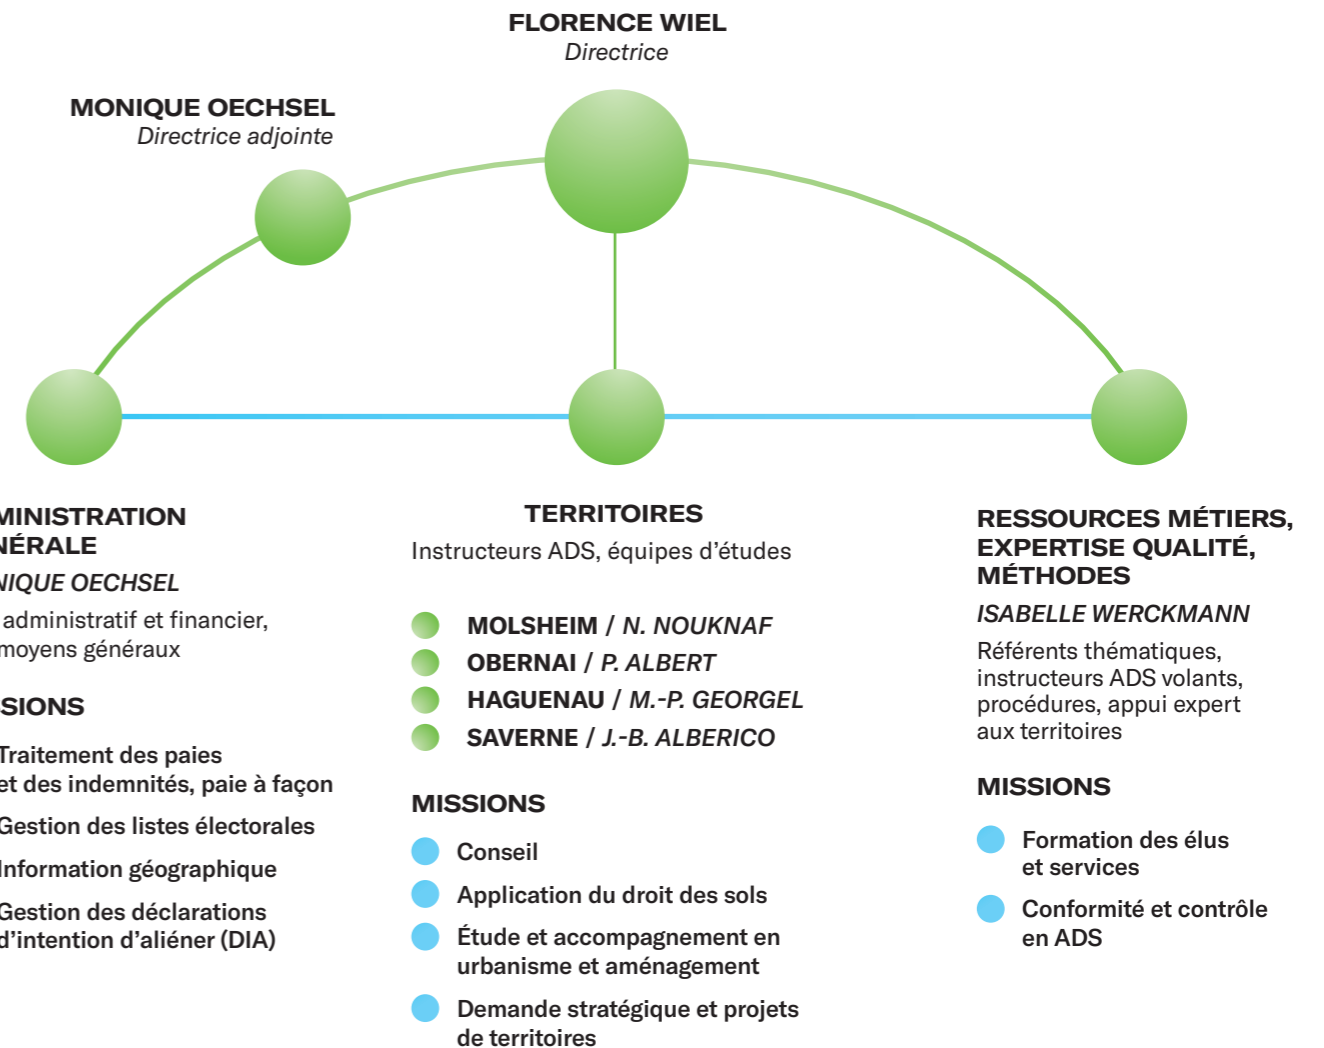 FLORENCE WIEL
Directrice
MONIQUE OECHSEL
Directrice adjointe
MINISTRATION
NÉRALE
NIQUE OECHSEL
administratif et financier,
moyens généraux
SIONS
Traitement des paies
et des indemnités, paie à façon
Gestion des listes électorales
Information géographique
Gestion des déclarations
d’intention d’aliéner (DIA)
TERRITOIRES
Instructeurs ADS, équipes d’études
MOLSHEIM / N. NOUKNAF
OBERNAI / P. ALBERT
HAGUENAU / M.-P. GEORGEL
SAVERNE / J.-B. ALBERICO
MISSIONS
Conseil
Application du droit des sols
Étude et accompagnement en
urbanisme et aménagement
Demande stratégique et projets
de territoires
RESSOURCES MÉTIERS,
EXPERTISE QUALITÉ,
MÉTHODES
ISABELLE WERCKMANN
Référents thématiques,
instructeurs ADS volants,
procédures, appui expert
aux territoires
MISSIONS
Formation des élus
et services
Conformité et contrôle
en ADS